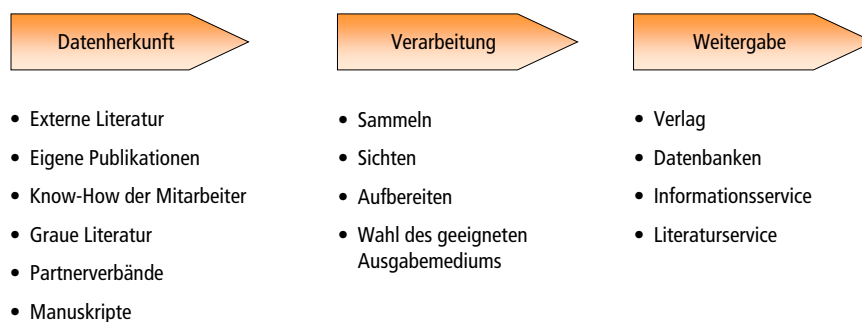 Datenherkunft
• Externe Literatur
• Eigene Publikationen
• Know-How der Mitarbeiter
• Graue Literatur
• Partnerverbände
• Manuskripte
Verarbeitung
• Sammeln
• Sichten
• Aufbereiten
• Wahl des geeigneten
Ausgabemediums
Weitergabe
• Verlag
• Datenbanken
• Informationsservice
• Literaturservice